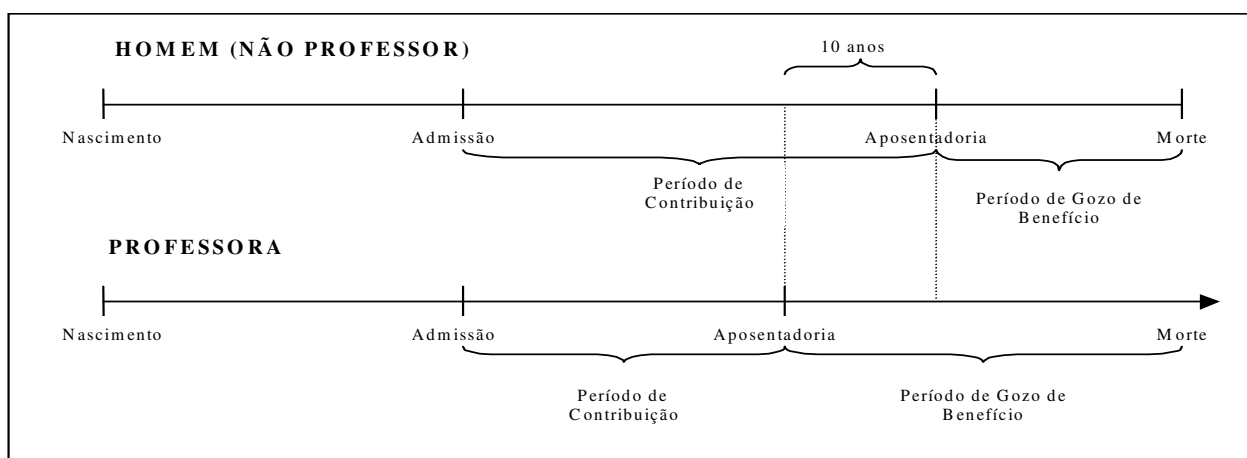 HOMEM (NÃO PROFESSOR)
10 anos
Nascimento
Admissão
Aposentadoria
Morte
Período de
Contribuição
Período de Gozo de
Benefício
PROFESSORA
Nascimento
Admissão
Aposentadoria
Morte
Período de
Contribuição
Período de Gozo de
Benefício